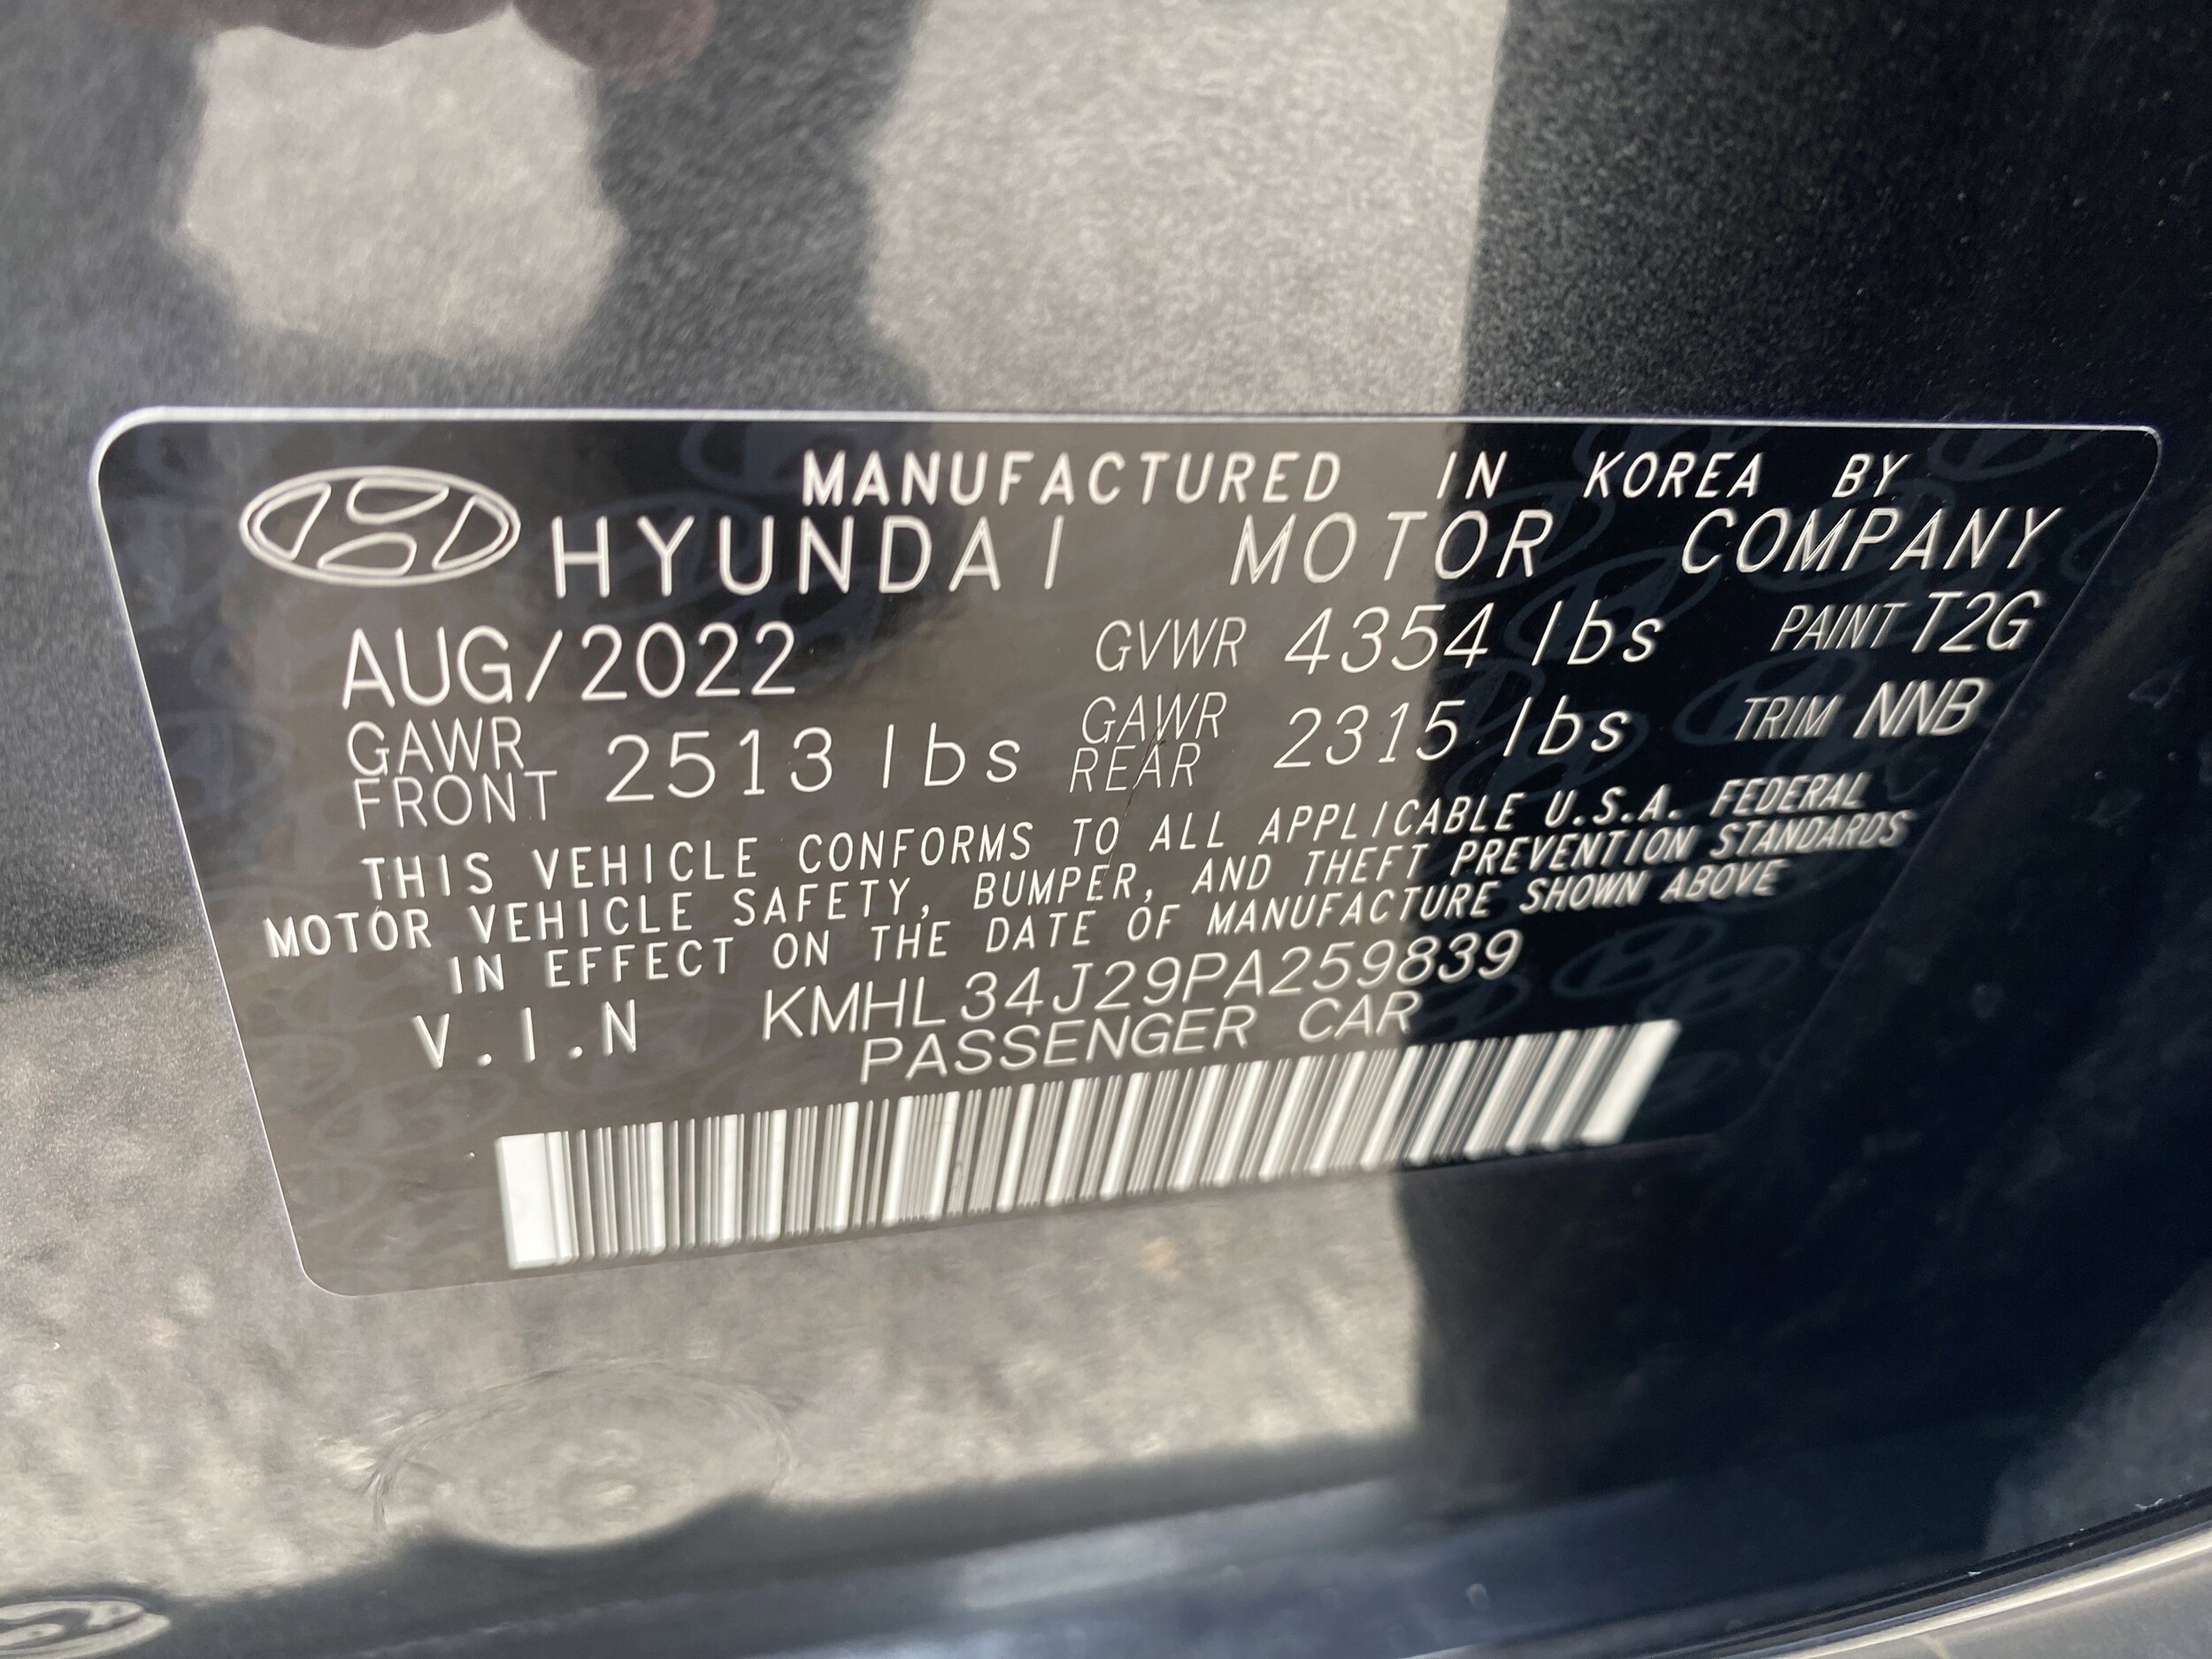 MANUFACTURED IN KOREA BY
HYUNDAI MOTOR COMPANY
AUG/2022 GVWR 4354 lbs PAINT T2G
GAWR FRONT 2513 lbs GAWR REAR 2315 lbs TRIM NNB
THIS VEHICLE CONFORMS TO ALL APPLICABLE U.S.A. FEDERAL
MOTOR VEHICLE SAFETY, BUMPER, AND THEFT PREVENTION STANDARDS
IN EFFECT ON THE DATE OF MANUFACTURE SHOWN ABOVE
V.I.N KMHL34J29PA259839
PASSENGER CAR